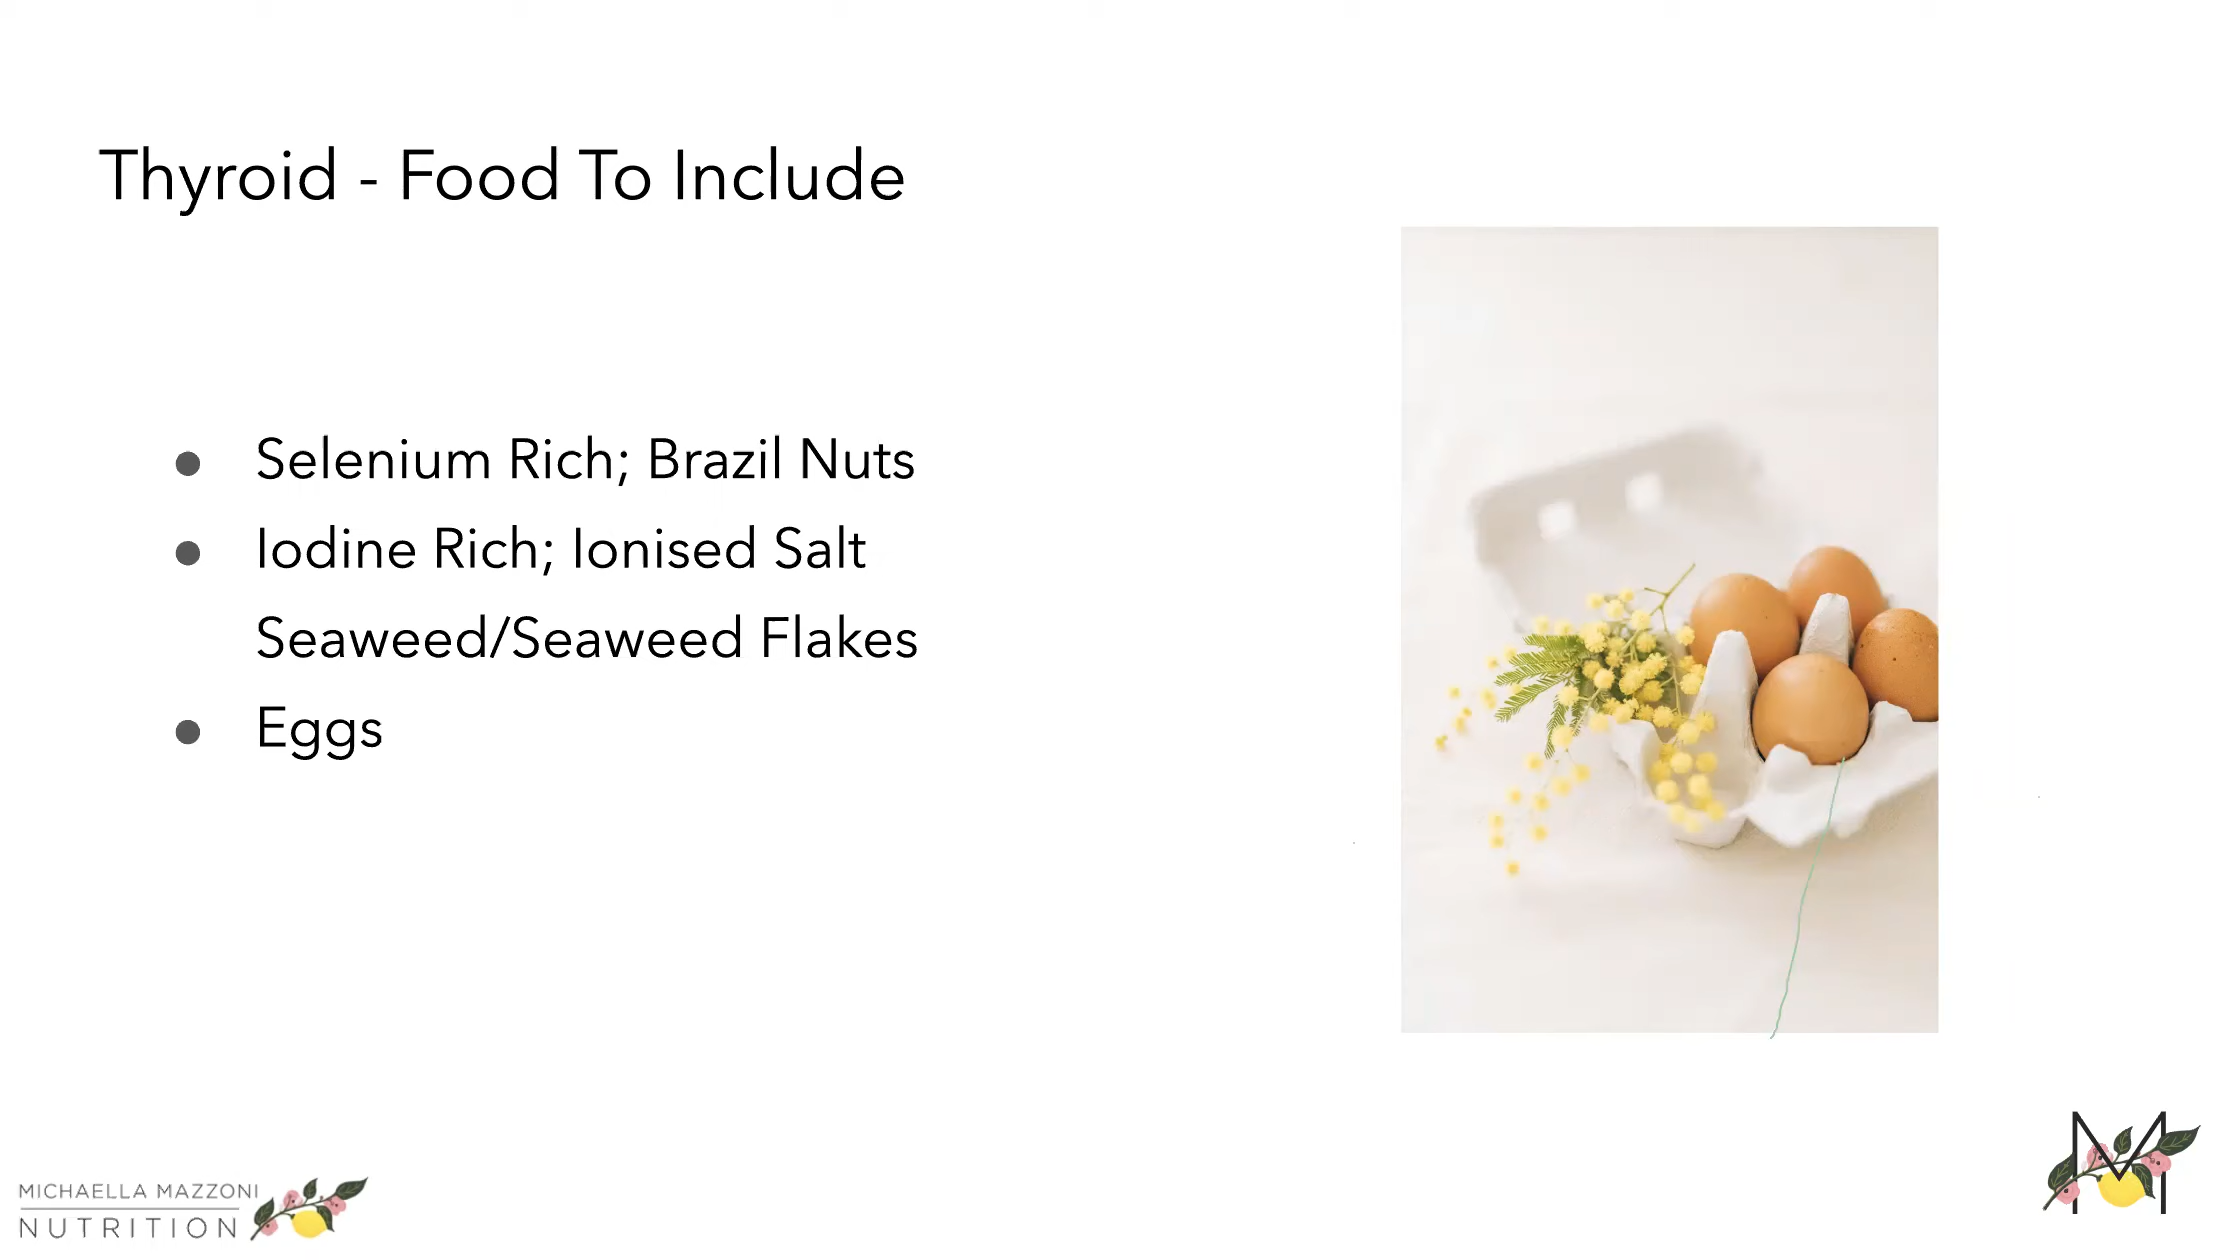 Thyroid - Food To Include
Selenium Rich; Brazil Nuts
Iodine Rich; Ionised Salt
Seaweed/Seaweed Flakes
Eggs
MICHAELLA MAZZONI
NUTRITION
M